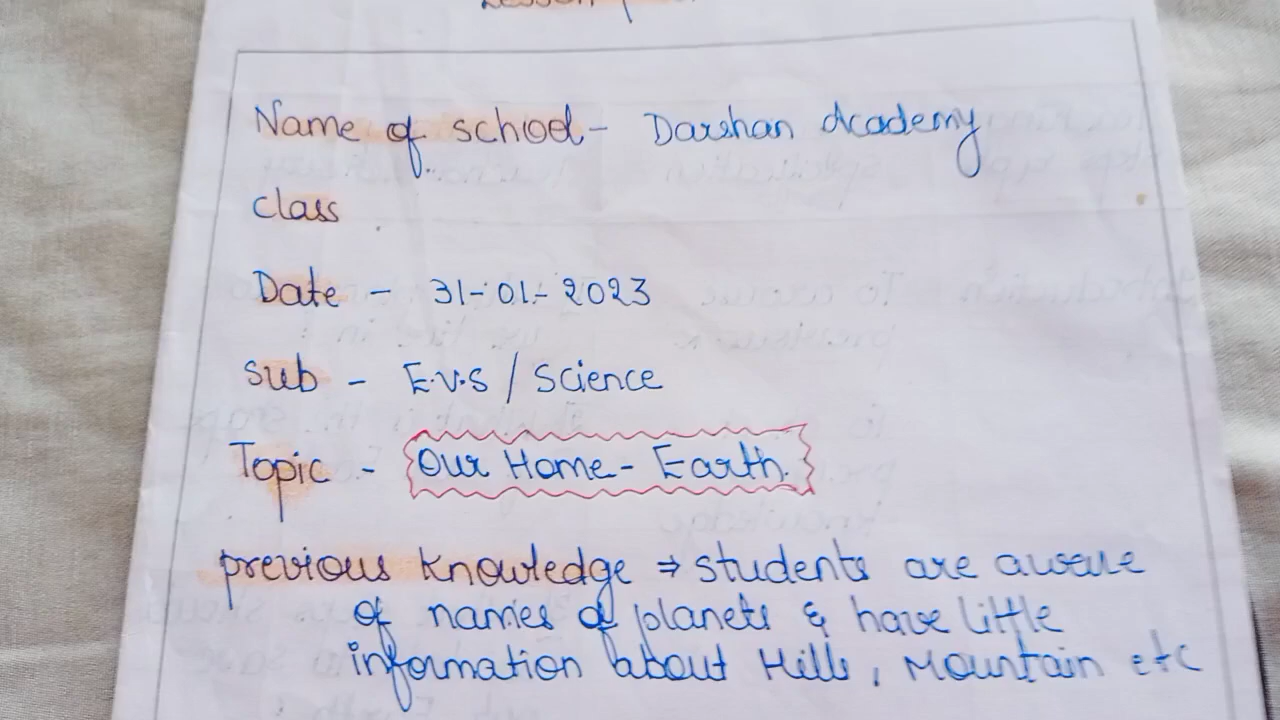 Name of school - Darshan Academy
class
Date - 31-01-2023
Sub - E.V.S / Science
Topic - Our Home - Earth.
previous knowledge ⇒ students are aware
of names of planets & have little
information about Hills, Mountain etc